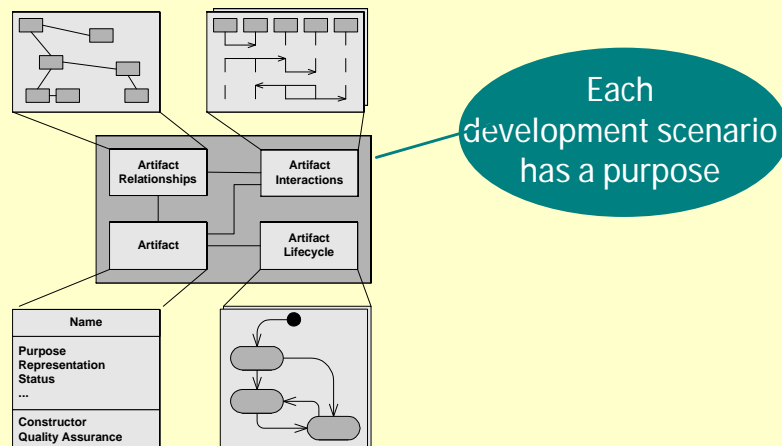 Artifact
Relationships
Artifact
Interactions
Artifact
Artifact
Lifecycle
Each
development scenario
has a purpose
Name
Purpose
Representation
Status
...
Constructor
Quality Assurance